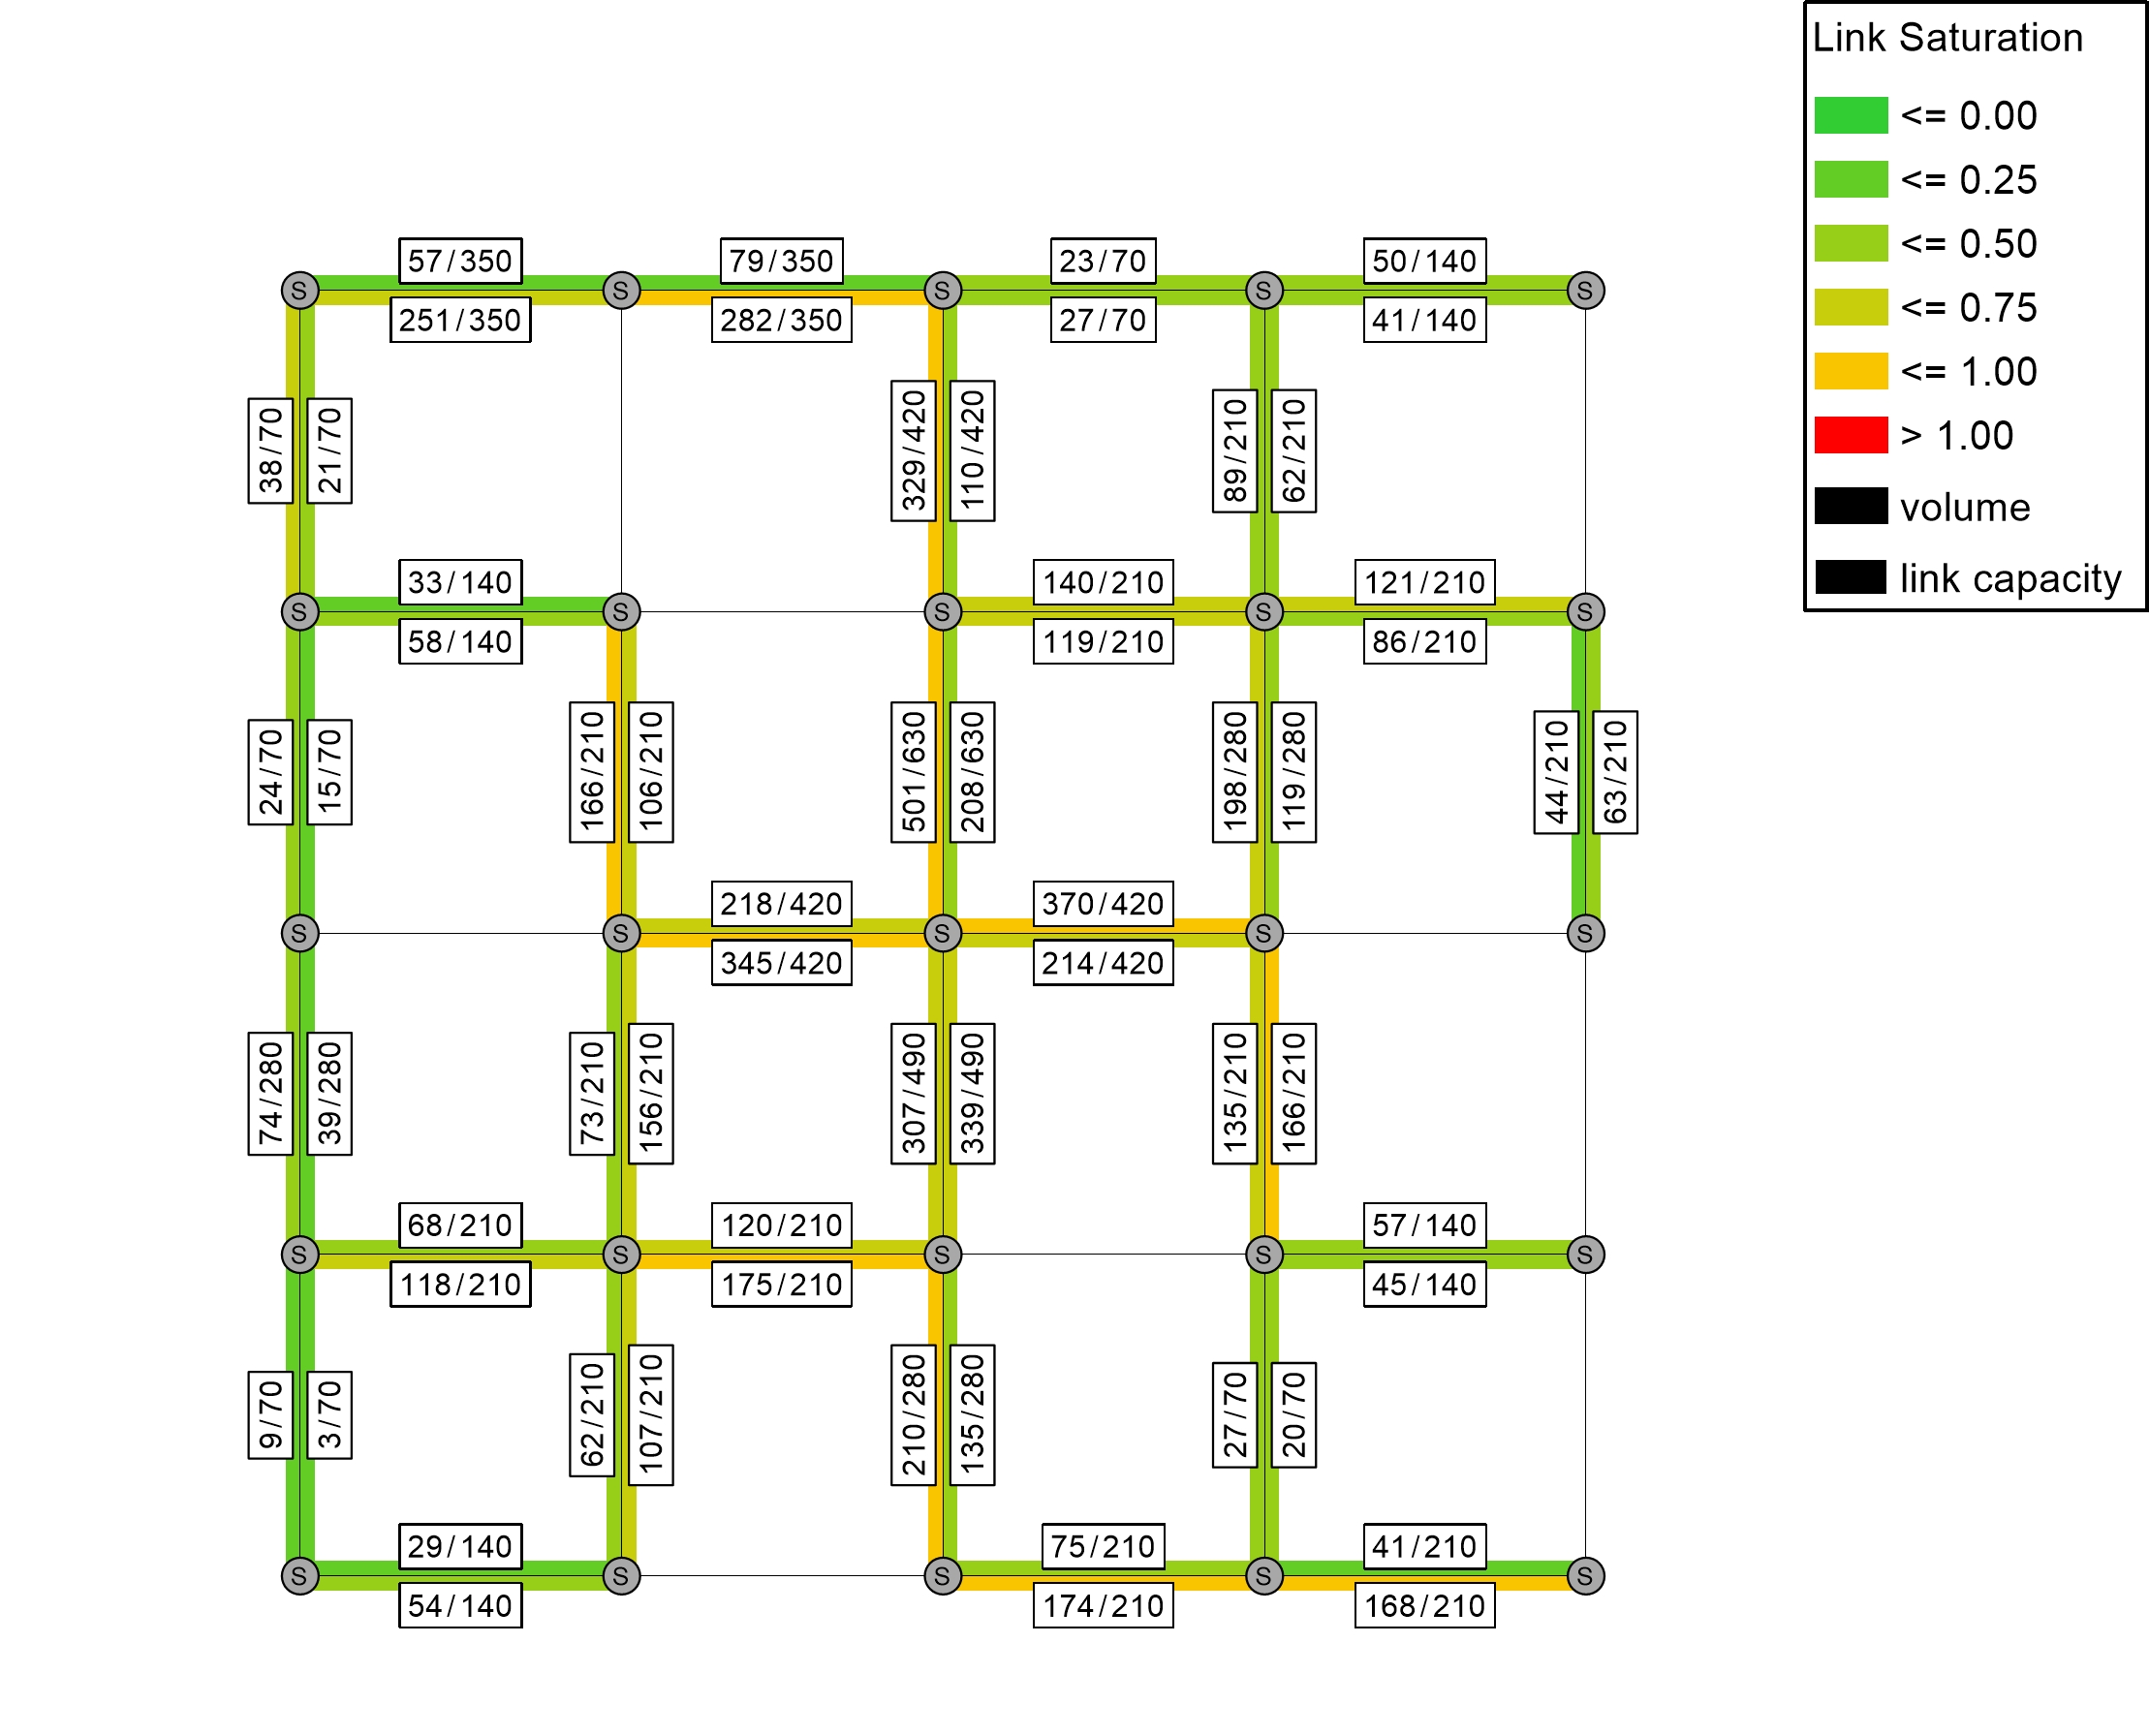 Link Saturation
<= 0.00
<= 0.25
<= 0.50
<= 0.75
<= 1.00
> 1.00
volume
link capacity
57/350 79/350 23/70 50/140
S S S S S
251/350 282/350 27/70 41/140
38/70 21/70 329/420 110/420 89/210 62/210
33/140 140/210 121/210
S S S S S
58/140 119/210 86/210
24/70 15/70 166/210 106/210 501/630 208/630 198/280 119/280 44/210 63/210
218/420 370/420
S S S S S
345/420 214/420
74/280 39/280 73/210 156/210 307/490 339/490 135/210 166/210
68/210 120/210 57/140
S S S S S
118/210 175/210 45/140
9/70 3/70 62/210 107/210 210/280 135/280 27/70 20/70
29/140 75/210 41/210
S S S S S
54/140 174/210 168/210